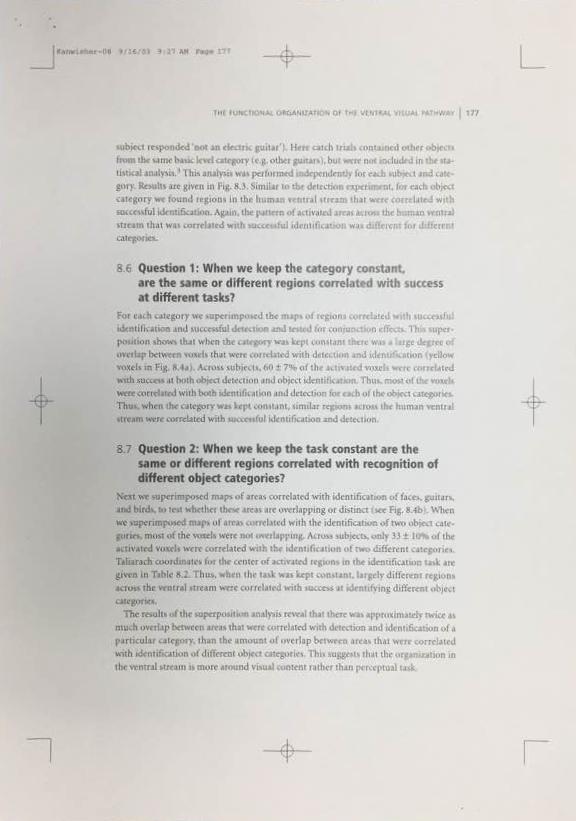 Kanwisher-08 9/16/03 9:27 AM Page 177
THE FUNCTIONAL ORGANIZATION OF THE VENTRAL VISUAL PATHWAY | 177
subject responded 'not an electric guitar'). Here catch trials contained other objects
from the same basic level category (e.g. other guitars), but were not included in the sta-
tistical analysis.³ This analysis was performed independently for each subject and cate-
gory. Results are given in Fig. 8.3. Similar to the detection experiment, for each object
category we found regions in the human ventral stream that were correlated with
successful identification. Again, the pattern of activated areas across the human ventral
stream that was correlated with successful identification was different for different
categories.
8.6 Question 1: When we keep the category constant,
are the same or different regions correlated with success
at different tasks?
For each category we superimposed the maps of regions correlated with successful
identification and successful detection and tested for conjunction effects. This super-
position shows that when the category was kept constant there was a large degree of
overlap between voxels that were correlated with detection and identification (yellow
voxels in Fig. 8.4a). Across subjects, 60 ± 7% of the activated voxels were correlated
with success at both object detection and object identification. Thus, most of the voxels
were correlated with both identification and detection for each of the object categories.
Thus, when the category was kept constant, similar regions across the human ventral
stream were correlated with successful identification and detection.
8.7 Question 2: When we keep the task constant are the
same or different regions correlated with recognition of
different object categories?
Next we superimposed maps of areas correlated with identification of faces, guitars,
and birds, to test whether these areas are overlapping or distinct (see Fig. 8.4b). When
we superimposed maps of areas correlated with the identification of two object cate-
gories, most of the voxels were not overlapping. Across subjects, only 33 ± 10% of the
activated voxels were correlated with the identification of two different categories.
Taliarach coordinates for the center of activated regions in the identification task are
given in Table 8.2. Thus, when the task was kept constant, largely different regions
across the ventral stream were correlated with success at identifying different object
categories.
The results of the superposition analysis reveal that there was approximately twice as
much overlap between areas that were correlated with detection and identification of a
particular category, than the amount of overlap between areas that were correlated
with identification of different object categories. This suggests that the organization in
the ventral stream is more around visual content rather than perceptual task.